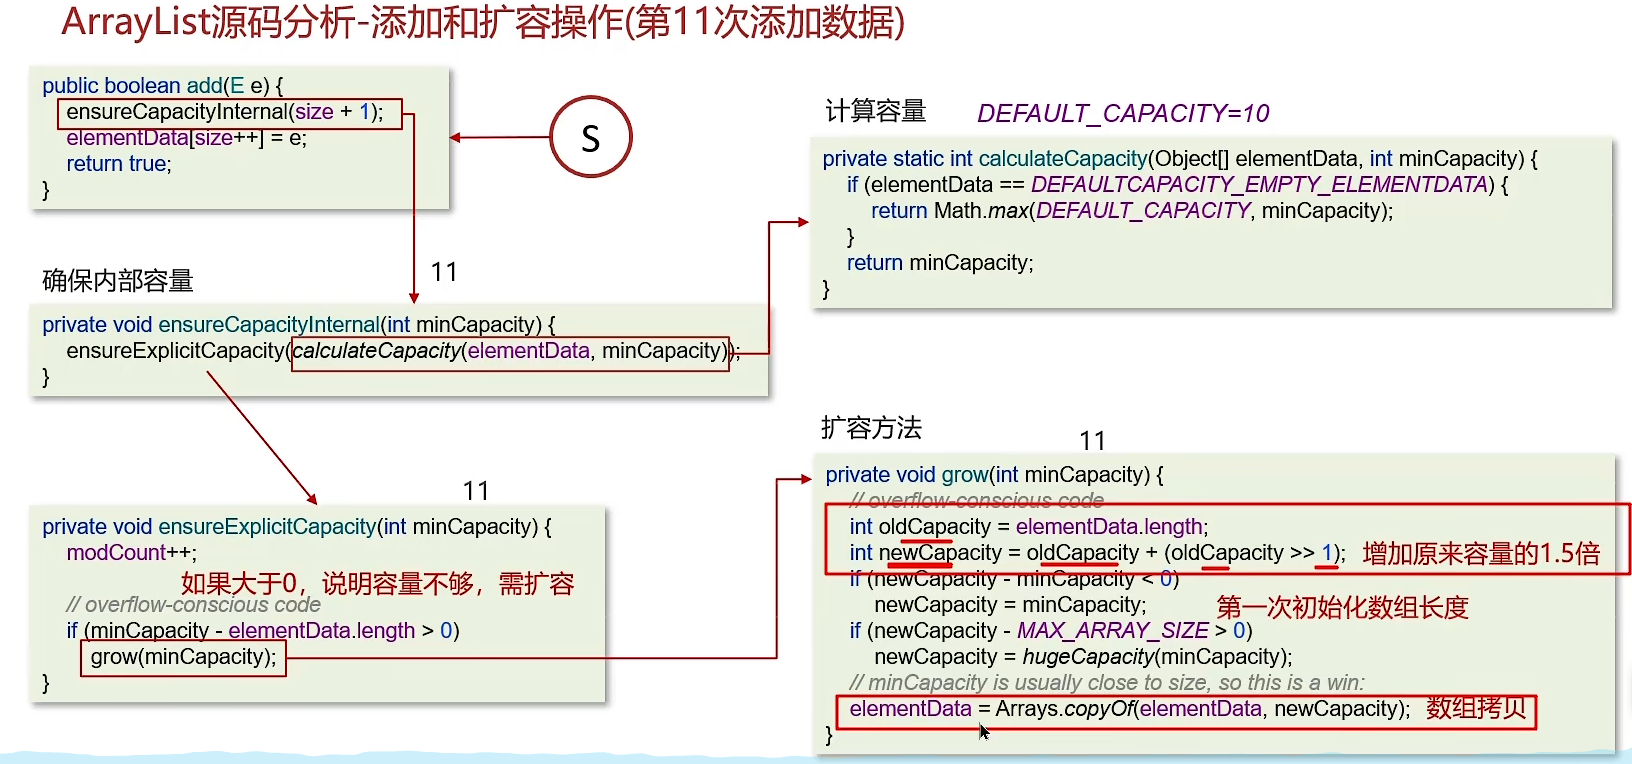 ArrayList源码分析-添加和扩容操作(第11次添加数据)
public boolean add(E e) {
ensureCapacityInternal(size + 1);
elementData[size++] = e;
return true;
}
S
确保内部容量
11
private void ensureCapacityInternal(int minCapacity) {
ensureExplicitCapacity(calculateCapacity(elementData, minCapacity));
}
11
private void ensureExplicitCapacity(int minCapacity) {
modCount++;
如果大于0，说明容量不够，需扩容
// overflow-conscious code
if (minCapacity - elementData.length > 0)
grow(minCapacity);
}
计算容量
DEFAULT_CAPACITY=10
private static int calculateCapacity(Object[] elementData, int minCapacity) {
if (elementData == DEFAULTCAPACITY_EMPTY_ELEMENTDATA) {
return Math.max(DEFAULT_CAPACITY, minCapacity);
}
return minCapacity;
}
扩容方法
11
private void grow(int minCapacity) {
// overflow-conscious code
int oldCapacity = elementData.length;
int newCapacity = oldCapacity + (oldCapacity >> 1); 增加原来容量的1.5倍
if (newCapacity - minCapacity < 0)
newCapacity = minCapacity; 第一次初始化数组长度
if (newCapacity - MAX_ARRAY_SIZE > 0)
newCapacity = hugeCapacity(minCapacity);
// minCapacity is usually close to size, so this is a win:
elementData = Arrays.copyOf(elementData, newCapacity); 数组拷贝
}